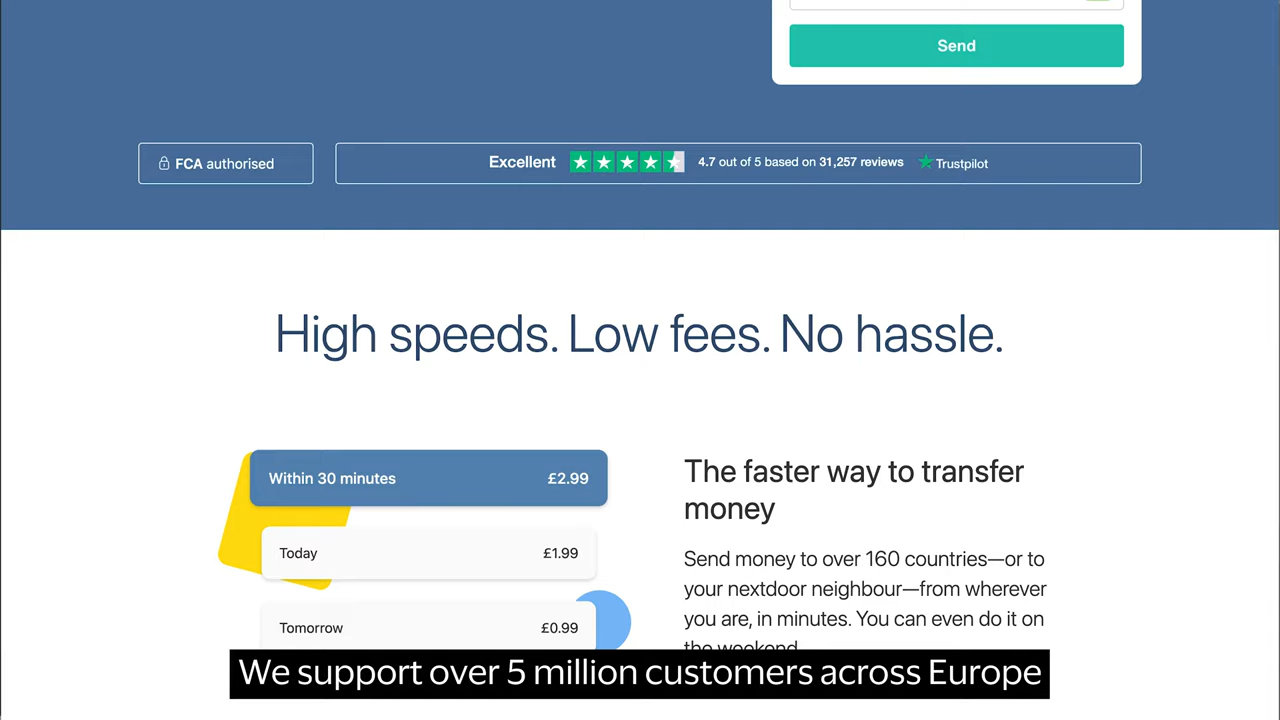 Send
FCA authorised
Excellent 4.7 out of 5 based on 31,257 reviews Trustpilot
High speeds. Low fees. No hassle.
Within 30 minutes £2.99
Today £1.99
Tomorrow £0.99
The faster way to transfer
money
Send money to over 160 countries—or to
your nextdoor neighbour—from wherever
you are, in minutes. You can even do it on
the weekend.
We support over 5 million customers across Europe